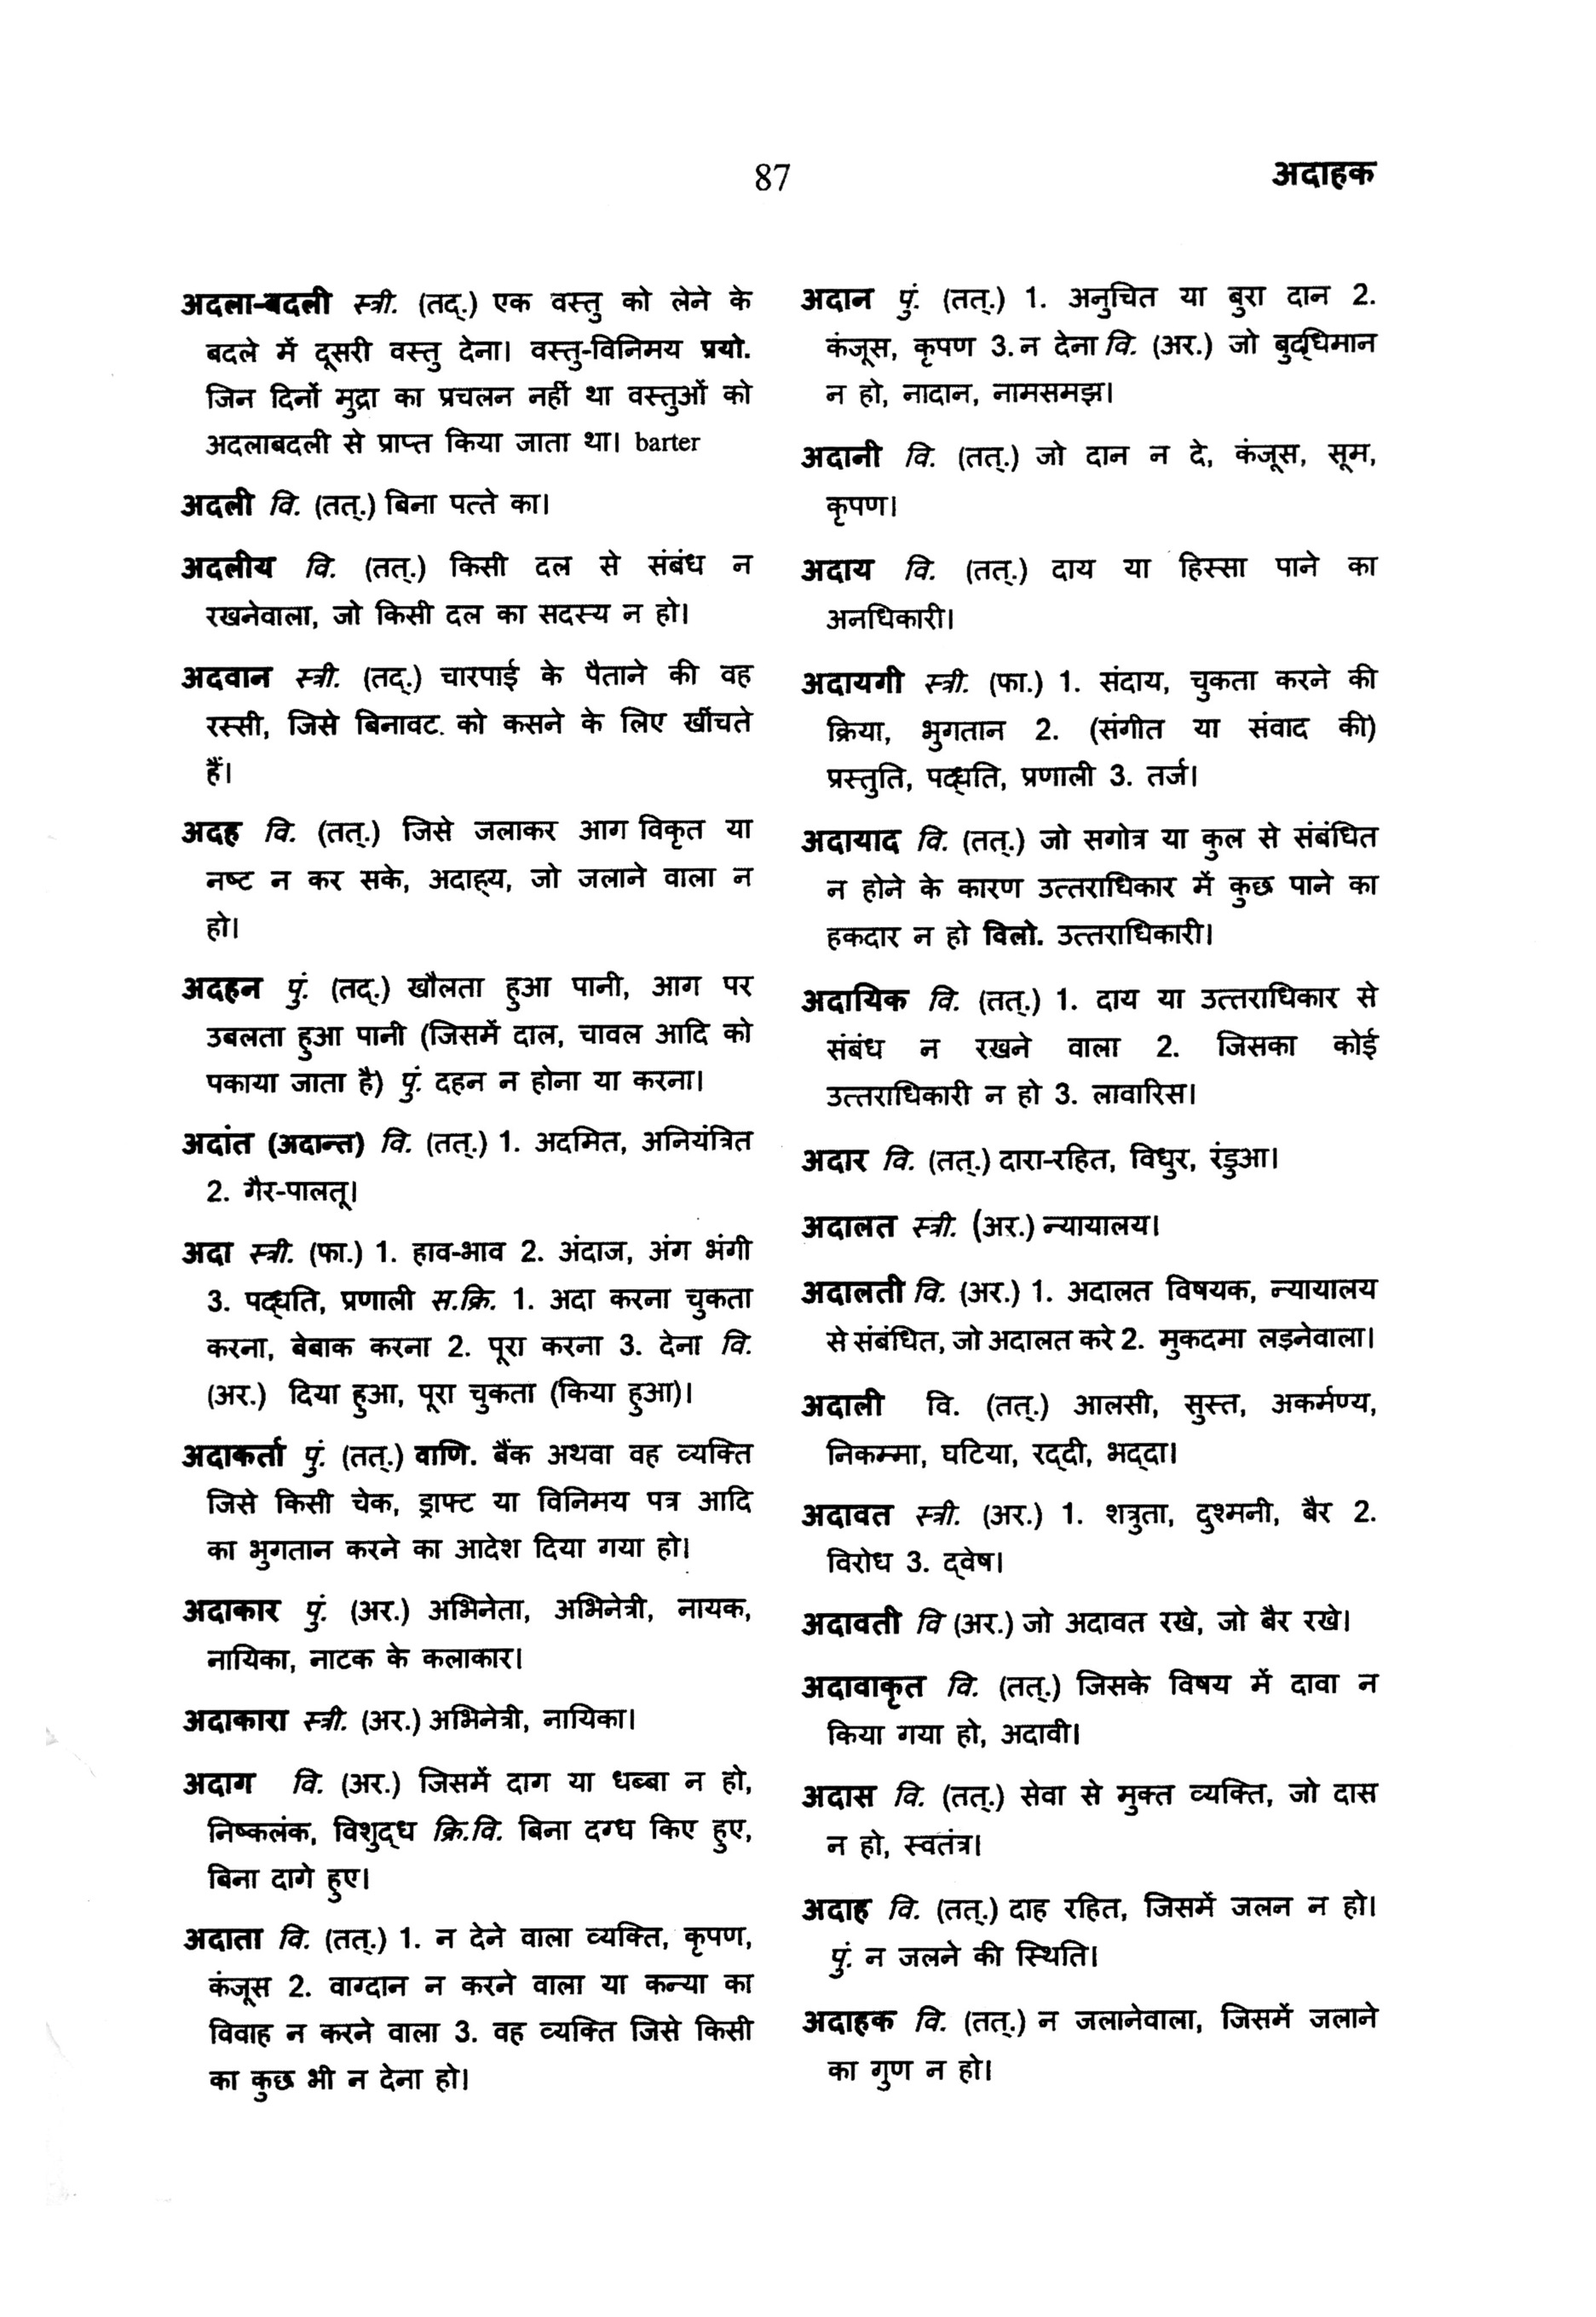 87
अदाहक
अदला-बदली स्त्री. (तद्.) एक वस्तु को लेने के
बदले में दूसरी वस्तु देना। वस्तु-विनिमय प्रयो.
जिन दिनों मुद्रा का प्रचलन नहीं था वस्तुओं को
अदलाबदली से प्राप्त किया जाता था। barter
अदली वि. (तत्.) बिना पत्ते का।
अदलीय वि. (तत्.) किसी दल से संबंध न
रखनेवाला, जो किसी दल का सदस्य न हो।
अदवान स्त्री. (तद्.) चारपाई के पैताने की वह
रस्सी, जिसे बिनावट. को कसने के लिए खींचते
हैं।
अदह वि. (तत्.) जिसे जलाकर आग विकृत या
नष्ट न कर सके, अदाह्य, जो जलाने वाला न
हो।
अदहन पुं. (तद्.) खौलता हुआ पानी, आग पर
उबलता हुआ पानी (जिसमें दाल, चावल आदि को
पकाया जाता है) पुं. दहन न होना या करना।
अदांत (अदान्त) वि. (तत्.) 1. अदमित, अनियंत्रित
2. गैर-पालतू।
अदा स्त्री. (फा.) 1. हाव-भाव 2. अंदाज, अंग भंगी
3. पद्धति, प्रणाली स.क्रि. 1. अदा करना चुकता
करना, बेबाक करना 2. पूरा करना 3. देना वि.
(अर.) दिया हुआ, पूरा चुकता (किया हुआ)।
अदाकर्ता पुं. (तत्.) वाणि. बैंक अथवा वह व्यक्ति
जिसे किसी चेक, ड्राफ्ट या विनिमय पत्र आदि
का भुगतान करने का आदेश दिया गया हो।
अदाकार पुं. (अर.) अभिनेता, अभिनेत्री, नायक,
नायिका, नाटक के कलाकार।
अदाकारा स्त्री. (अर.) अभिनेत्री, नायिका।
अदाग वि. (अर.) जिसमें दाग या धब्बा न हो,
निष्कलंक, विशुद्ध क्रि.वि. बिना दग्ध किए हुए,
बिना दागे हुए।
अदाता वि. (तत्.) 1. न देने वाला व्यक्ति, कृपण,
कंजूस 2. वाग्दान न करने वाला या कन्या का
विवाह न करने वाला 3. वह व्यक्ति जिसे किसी
का कुछ भी न देना हो।
अदान पुं. (तत्.) 1. अनुचित या बुरा दान 2.
कंजूस, कृपण 3. न देना वि. (अर.) जो बुद्धिमान
न हो, नादान, नामसमझ।
अदानी वि. (तत्.) जो दान न दे, कंजूस, सूम,
कृपण।
अदाय वि. (तत्.) दाय या हिस्सा पाने का
अनधिकारी।
अदायगी स्त्री. (फा.) 1. संदाय, चुकता करने की
क्रिया, भुगतान 2. (संगीत या संवाद की)
प्रस्तुति, पद्धति, प्रणाली 3. तर्ज।
अदायाद वि. (तत्.) जो सगोत्र या कुल से संबंधित
न होने के कारण उत्तराधिकार में कुछ पाने का
हकदार न हो विलो. उत्तराधिकारी।
अदायिक वि. (तत्.) 1. दाय या उत्तराधिकार से
संबंध न रखने वाला 2. जिसका कोई
उत्तराधिकारी न हो 3. लावारिस।
अदार वि. (तत्.) दारा-रहित, विधुर, रंडुआ।
अदालत स्त्री. (अर.) न्यायालय।
अदालती वि. (अर.) 1. अदालत विषयक, न्यायालय
से संबंधित, जो अदालत करे 2. मुकदमा लड़नेवाला।
अदाली वि. (तत्.) आलसी, सुस्त, अकर्मण्य,
निकम्मा, घटिया, रद्दी, भद्दा।
अदावत स्त्री. (अर.) 1. शत्रुता, दुश्मनी, बैर 2.
विरोध 3. द्वेष।
अदावती वि (अर.) जो अदावत रखे, जो बैर रखे।
अदावाकृत वि. (तत्.) जिसके विषय में दावा न
किया गया हो, अदावी।
अदास वि. (तत्.) सेवा से मुक्त व्यक्ति, जो दास
न हो, स्वतंत्र।
अदाह वि. (तत्.) दाह रहित, जिसमें जलन न हो।
पुं. न जलने की स्थिति।
अदाहक वि. (तत्.) न जलानेवाला, जिसमें जलाने
का गुण न हो।